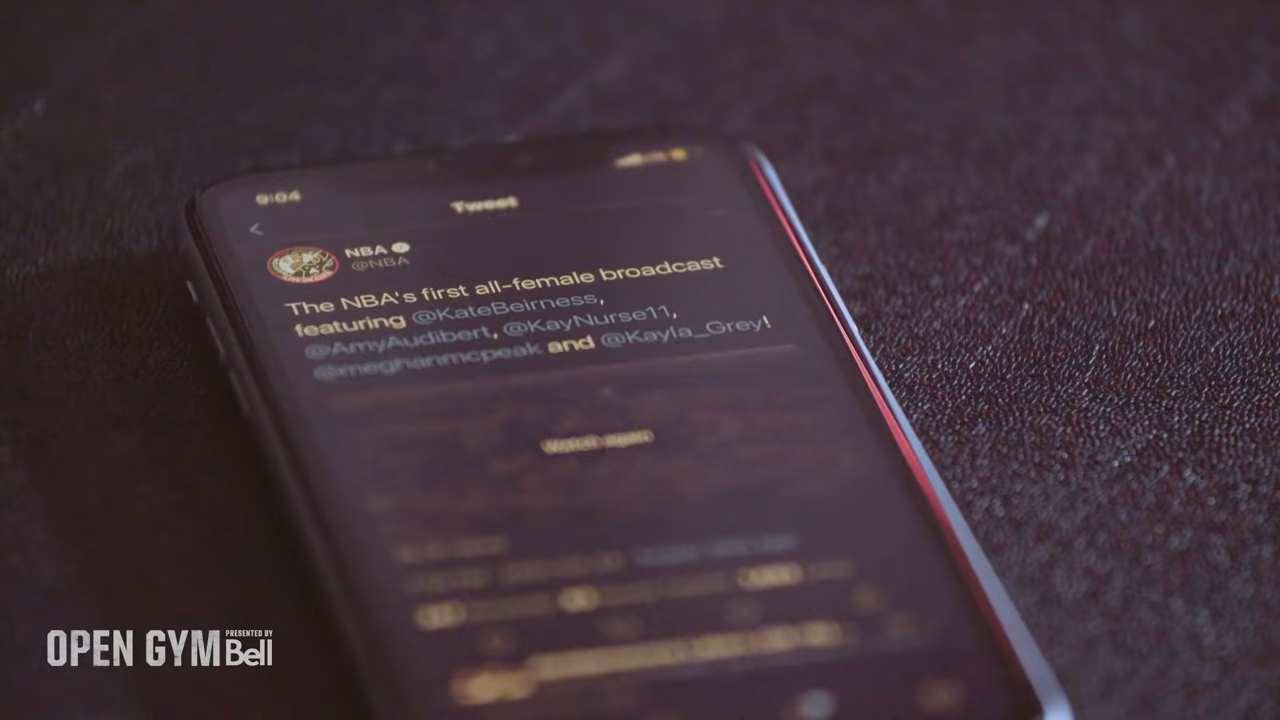 9:04
Tweet
NBA
@NBA
The NBA's first all-female broadcast
featuring @KateBeirness,
@AmyAudibert, @KayNurse11,
@meghanmcpeak and @Kayla_Grey!
Watch again
OPEN GYM PRESENTED BY Bell